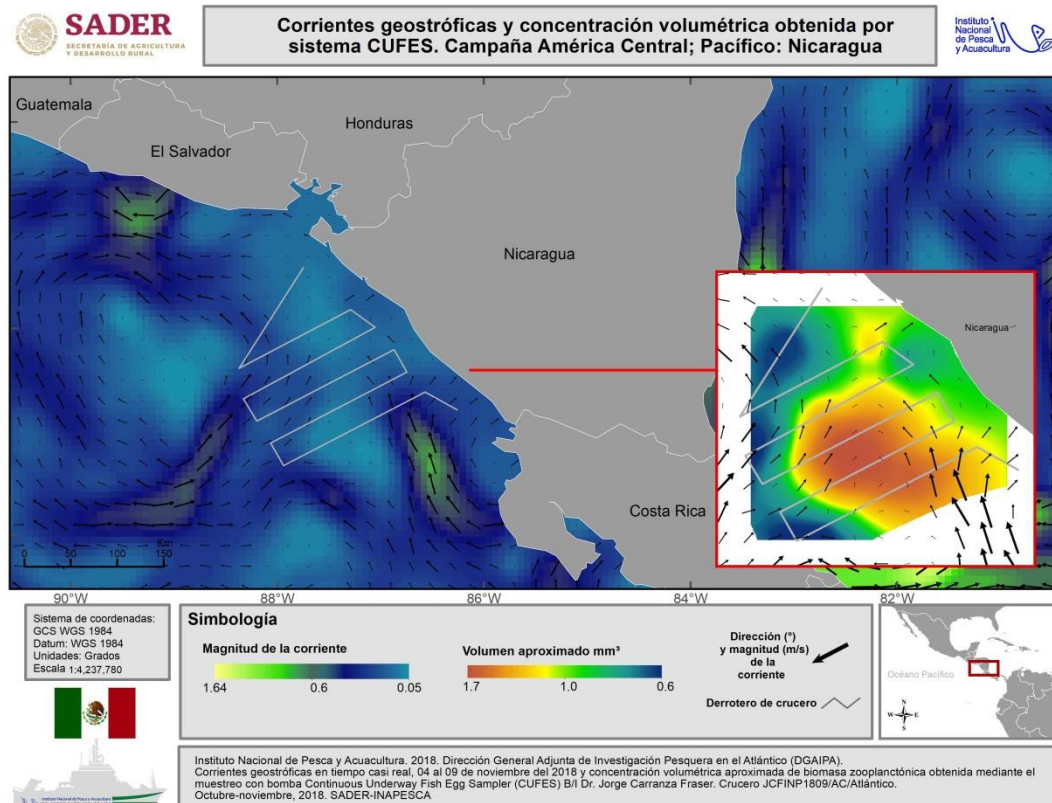 SADER
SECRETARÍA DE AGRICULTURA
Y DESARROLLO RURAL
Corrientes geostróficas y concentración volumétrica obtenida por
sistema CUFES. Campaña América Central; Pacífico: Nicaragua
Instituto
Nacional
de Pesca
y Acuacultura
Guatemala
Honduras
El Salvador
Nicaragua
Nicaragua
Costa Rica
Km
0 50 100 150
90°W 88°W 86°W 84°W 82°W
Sistema de coordenadas:
GCS WGS 1984
Datum: WGS 1984
Unidades: Grados
Escala 1:4,237,780
Simbología
Magnitud de la corriente
1.64 0.6 0.05
Volumen aproximado mm³
1.7 1.0 0.6
Dirección (°)
y magnitud (m/s)
de la
corriente
Derrotero de crucero
Océano Pacífico
N
W E
S
Instituto Nacional de Pesca y Acuacultura. 2018. Dirección General Adjunta de Investigación Pesquera en el Atlántico (DGAIPA).
Corrientes geostróficas en tiempo casi real, 04 al 09 de noviembre del 2018 y concentración volumétrica aproximada de biomasa zooplanctónica obtenida mediante el
muestreo con bomba Continuous Underway Fish Egg Sampler (CUFES) B/I Dr. Jorge Carranza Fraser. Crucero JCFINP1809/AC/Atlántico.
Octubre-noviembre, 2018. SADER-INAPESCA